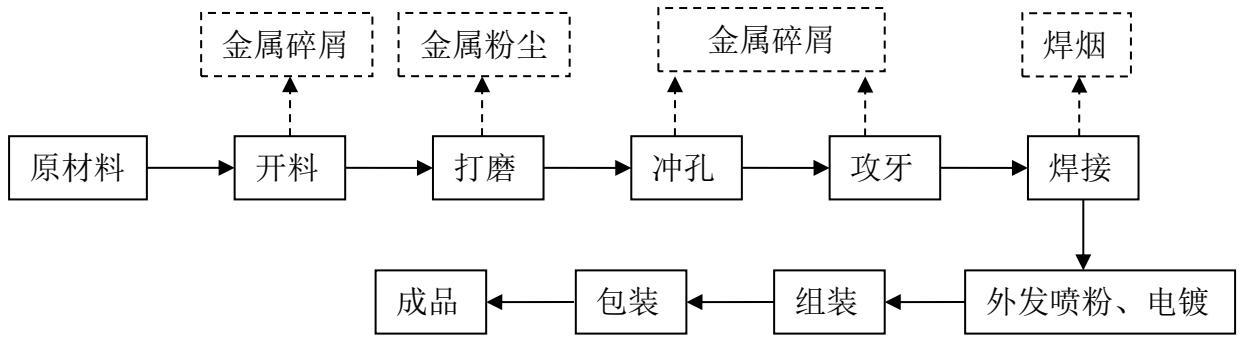 金属碎屑
金属粉尘
金属碎屑
焊烟
原材料
开料
打磨
冲孔
攻牙
焊接
成品
包装
组装
外发喷粉、电镀